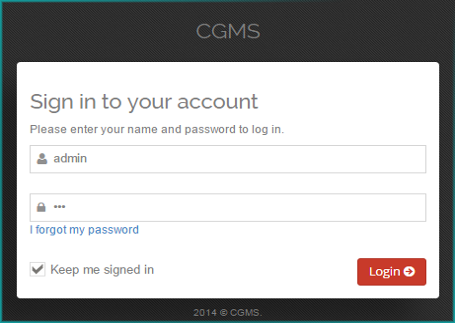 CGMS
Sign in to your account
Please enter your name and password to log in.
admin
•••
I forgot my password
Keep me signed in
Login
2014 © CGMS.